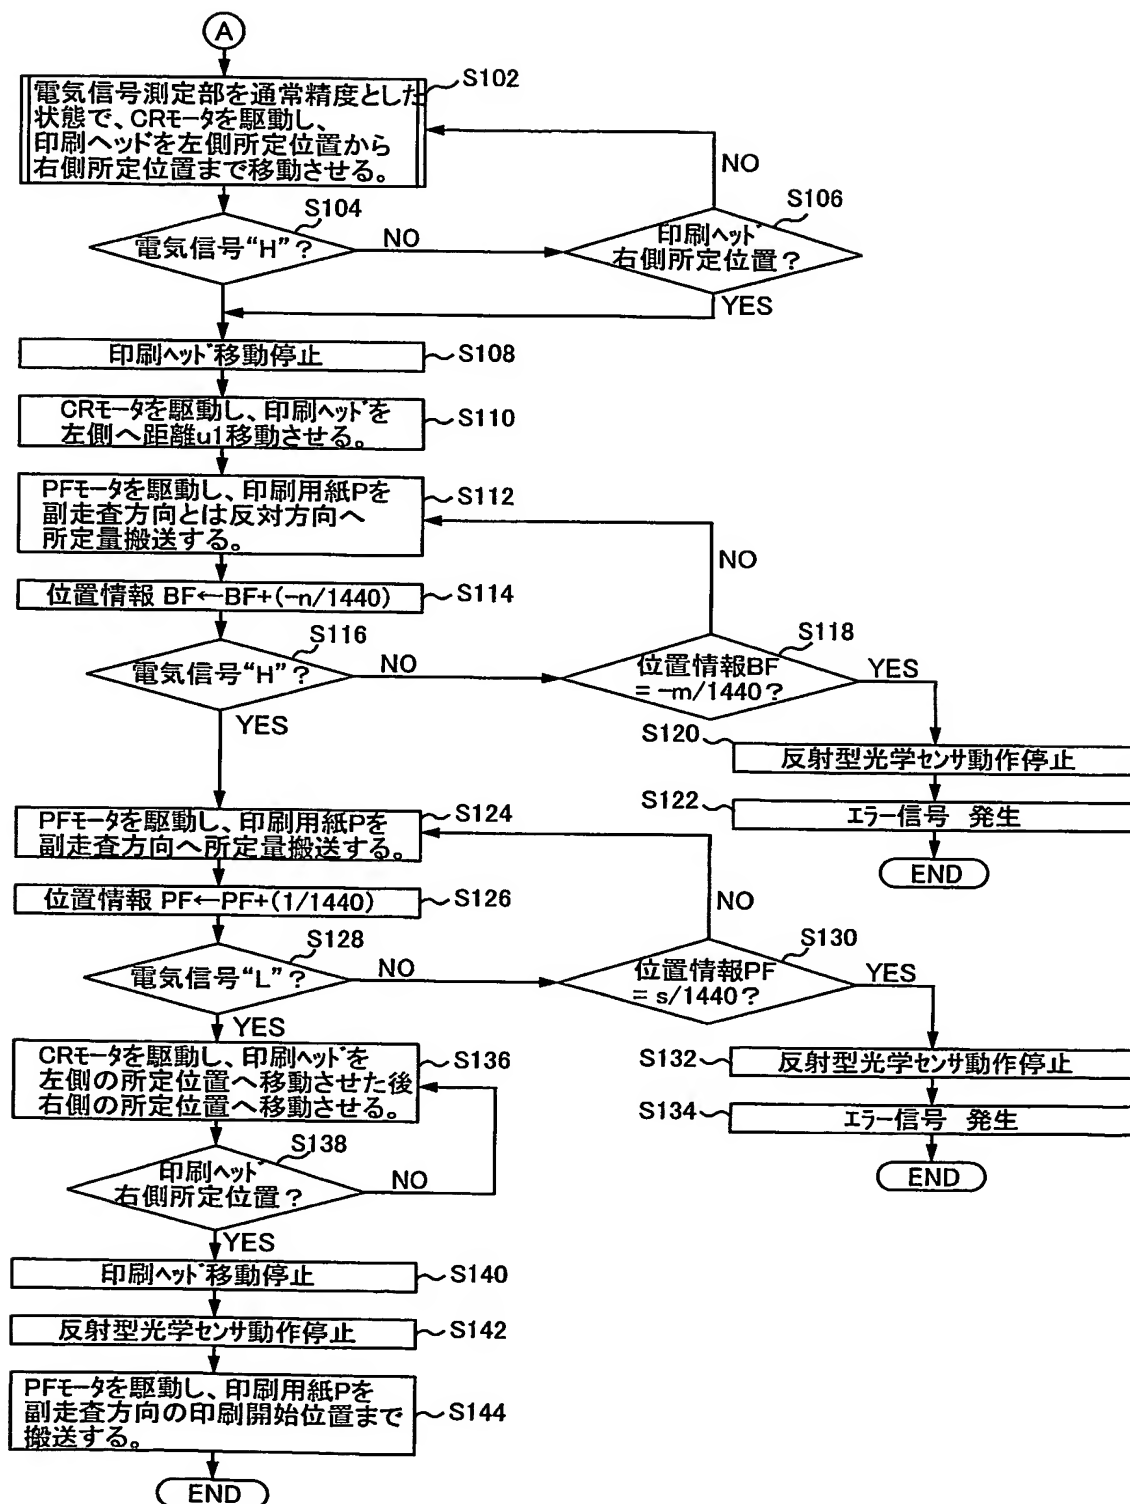 A
電気信号測定部を通常精度とした
状態で、CRモータを駆動し、
印刷ヘッドを左側所定位置から
右側所定位置まで移動させる。
S102
NO
S104
電気信号“H”?
NO
S106
印刷ヘッド
右側所定位置?
YES
印刷ヘッド移動停止
S108
CRモータを駆動し、印刷ヘッドを
左側へ距離u1移動させる。
S110
PFモータを駆動し、印刷用紙Pを
副走査方向とは反対方向へ
所定量搬送する。
S112
NO
位置情報 BF←BF+(-n/1440)
S114
S116
電気信号“H”?
NO
YES
S118
位置情報BF
= -m/1440?
YES
S120
反射型光学センサ動作停止
S122
エラー信号 発生
END
PFモータを駆動し、印刷用紙Pを
副走査方向へ所定量搬送する。
S124
位置情報 PF←PF+(1/1440)
S126
NO
S128
電気信号“L”?
NO
YES
S130
位置情報PF
= s/1440?
YES
S132
反射型光学センサ動作停止
S134
エラー信号 発生
END
CRモータを駆動し、印刷ヘッドを
左側の所定位置へ移動させた後
右側の所定位置へ移動させる。
S136
S138
印刷ヘッド
右側所定位置?
NO
YES
印刷ヘッド移動停止
S140
反射型光学センサ動作停止
S142
PFモータを駆動し、印刷用紙Pを
副走査方向の印刷開始位置まで
搬送する。
S144
END